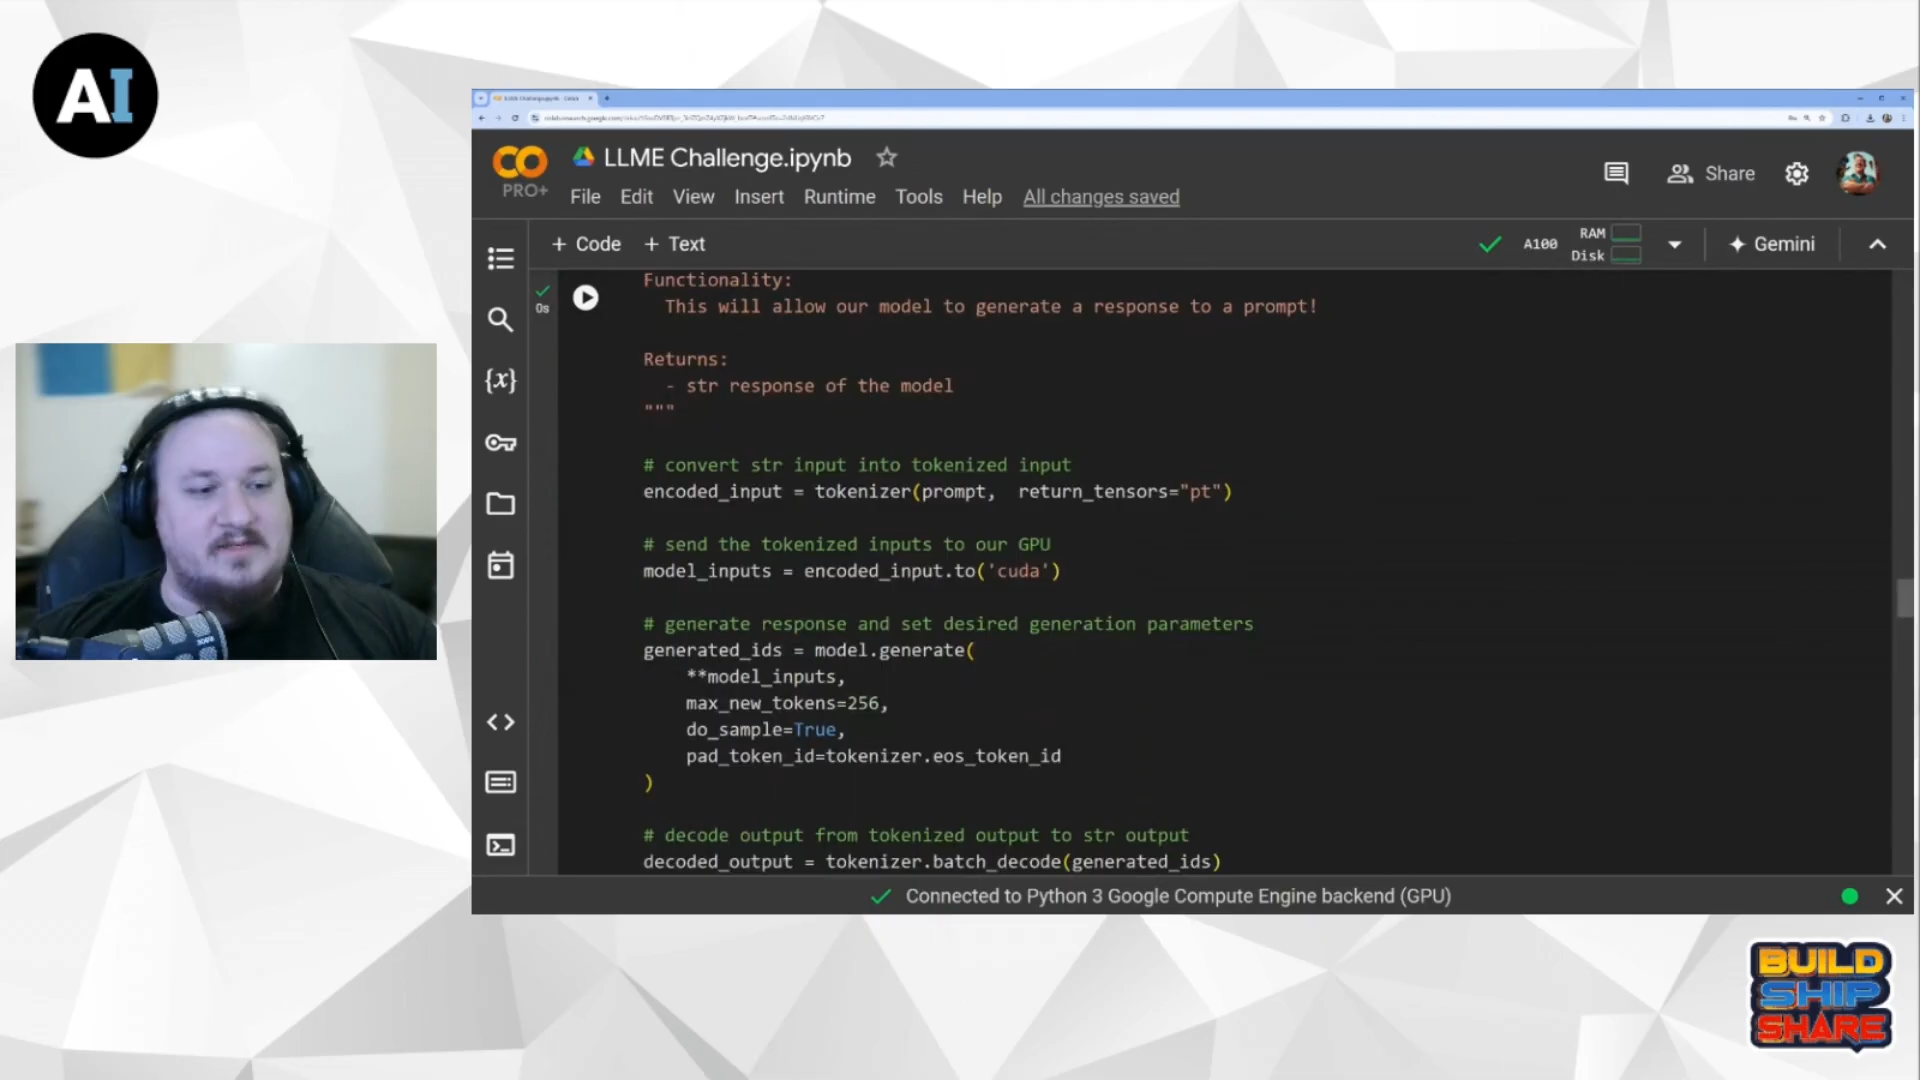 AI
LLME Challenge.ipynb
CO
PRO+
File Edit View Insert Runtime Tools Help All changes saved
Share
+ Code + Text
A100
RAM
Disk
Gemini
{x}
0s
Functionality:
This will allow our model to generate a response to a prompt!
Returns:
- str response of the model
"""
# convert str input into tokenized input
encoded_input = tokenizer(prompt, return_tensors="pt")
# send the tokenized inputs to our GPU
model_inputs = encoded_input.to('cuda')
# generate response and set desired generation parameters
generated_ids = model.generate(
**model_inputs,
max_new_tokens=256,
do_sample=True,
pad_token_id=tokenizer.eos_token_id
)
# decode output from tokenized output to str output
decoded_output = tokenizer.batch_decode(generated_ids)
Connected to Python 3 Google Compute Engine backend (GPU)
BUILD
SHIP
SHARE